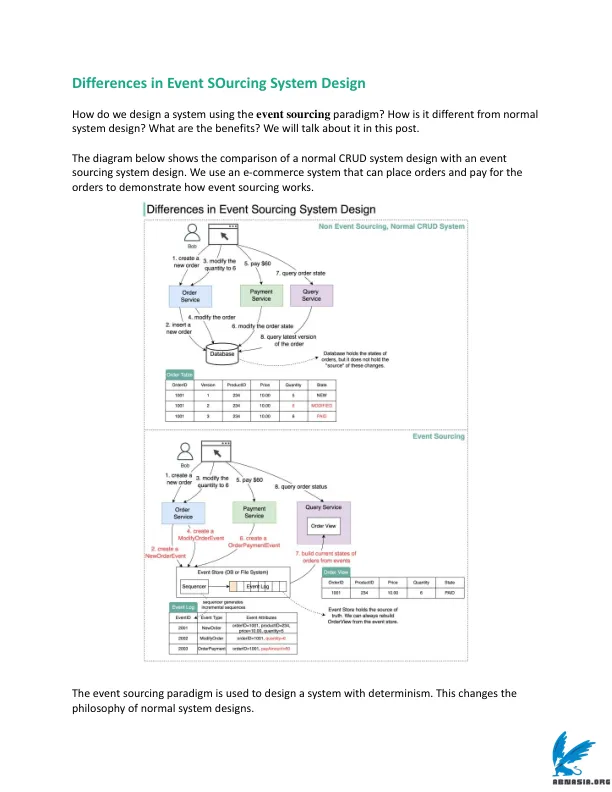 Differences in Event SOurcing System Design
How do we design a system using the event sourcing paradigm? How is it different from normal
system design? What are the benefits? We will talk about it in this post.
The diagram below shows the comparison of a normal CRUD system design with an event
sourcing system design. We use an e-commerce system that can place orders and pay for the
orders to demonstrate how event sourcing works.
Differences in Event Sourcing System Design
Non Event Sourcing, Normal CRUD System
Bob
1. create a
new order
3. modify the
quantity to 6
5. pay $60
7. query order state
Order
Service
Payment
Service
Query
Service
4. modify the order
2. insert a
new order
6. modify the order state
8. query latest version
of the order
Database
Database holds the states of
orders, but it does not hold the
"source" of these changes.
Order Table
OrderID Version ProductID Price Quantity State
1001 1 234 10.00 5 NEW
1001 2 234 10.00 6 MODIFIED
1001 3 234 10.00 6 PAID
Event Sourcing
Bob
1. create a
new order
3. modify the
quantity to 6
5. pay $60
8. query order status
Order
Service
Payment
Service
Query Service
Order View
4. create a
ModifyOrderEvent
6. create a
OrderPaymentEvent
2. create a
NewOrderEvent
7. build current states of
orders from events
Event Store (DB or File System)
Sequencer
Event Log
Order View
OrderID ProductID Price Quantity State
1001 234 10.00 6 PAID
sequencer generates
incremental sequences
Event Log
EventID Event Type Event Attributes
2001 NewOrder orderID=1001, productID=234,
price=10.00, quantity=5
2002 ModifyOrder orderID=1001, quantity=6
2003 OrderPayment orderID=1001, payAmount=60
Event Store holds the source of
truth. We can always rebuild
OrderView from the event store.
The event sourcing paradigm is used to design a system with determinism. This changes the
philosophy of normal system designs.
ABNASIA.ORG